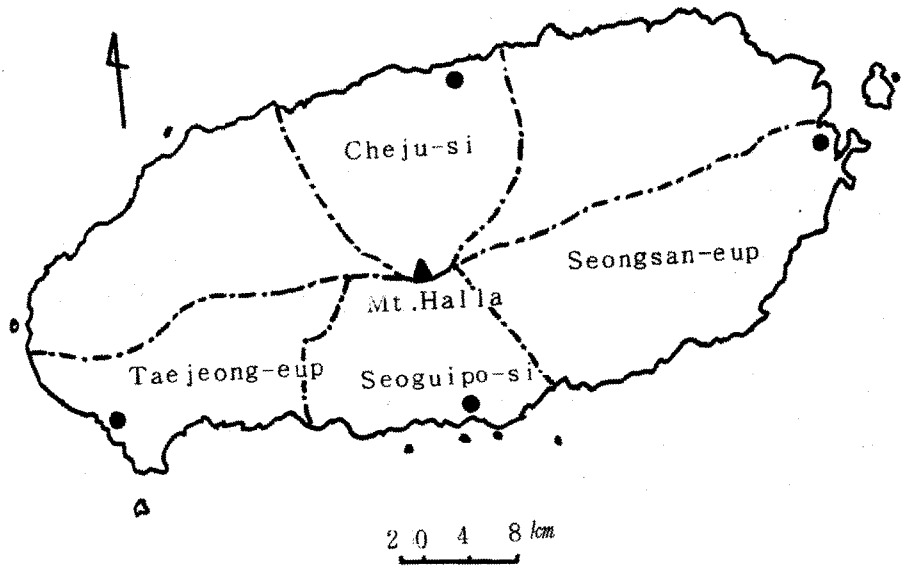 Cheju-si
Seongsan-eup
Mt.Halla
Taejeong-eup
Seoguipo-si
2 0 4 8 km